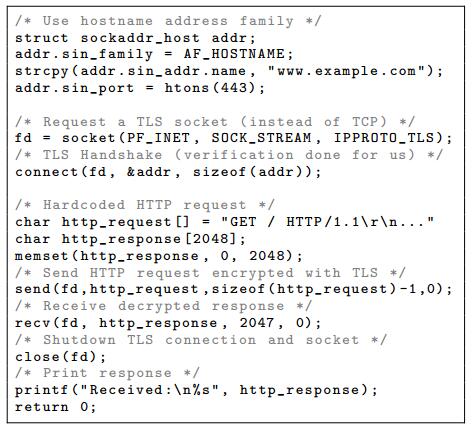 /* Use hostname address family */
struct sockaddr_host addr;
addr.sin_family = AF_HOSTNAME;
strcpy(addr.sin_addr.name, "www.example.com");
addr.sin_port = htons(443);
/* Request a TLS socket (instead of TCP) */
fd = socket(PF_INET, SOCK_STREAM, IPPROTO_TLS);
/* TLS Handshake (verification done for us) */
connect(fd, &addr, sizeof(addr));
/* Hardcoded HTTP request */
char http_request[] = "GET / HTTP/1.1\r\n..."
char http_response[2048];
memset(http_response, 0, 2048);
/* Send HTTP request encrypted with TLS */
send(fd,http_request,sizeof(http_request)-1,0);
/* Receive decrypted response */
recv(fd, http_response, 2047, 0);
/* Shutdown TLS connection and socket */
close(fd);
/* Print response */
printf("Received:\n%s", http_response);
return 0;